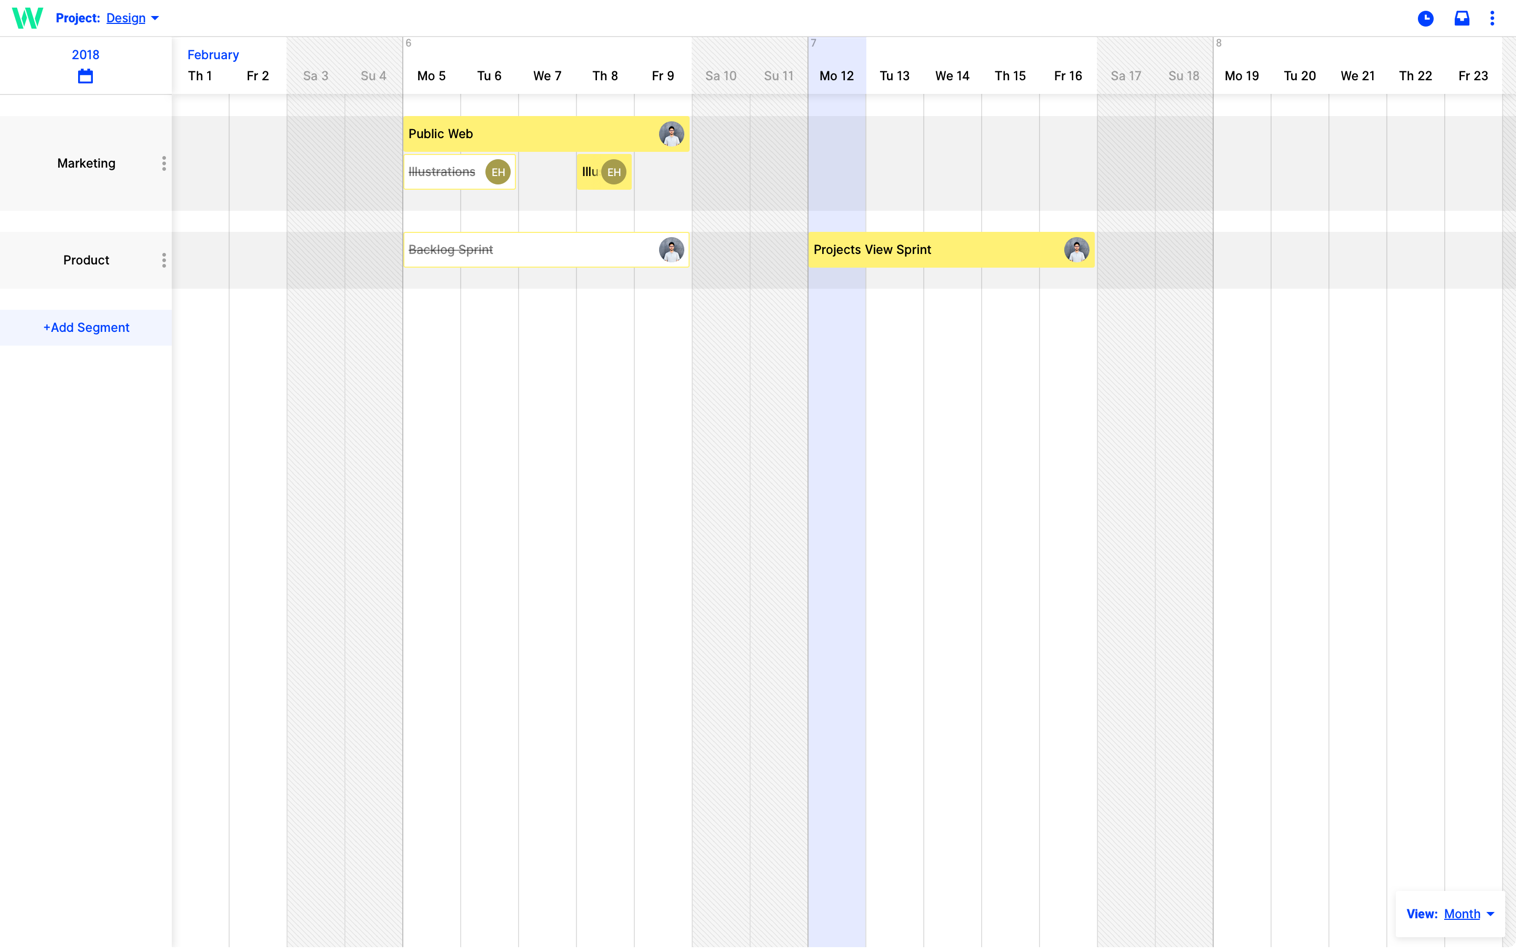 W Project: Design
2018
February
6
7
8
Th 1 Fr 2 Sa 3 Su 4 Mo 5 Tu 6 We 7 Th 8 Fr 9 Sa 10 Su 11 Mo 12 Tu 13 We 14 Th 15 Fr 16 Sa 17 Su 18 Mo 19 Tu 20 We 21 Th 22 Fr 23
Public Web
Marketing
Illustrations EH
Illu EH
Product
Backlog Sprint
Projects View Sprint
+Add Segment
View: Month